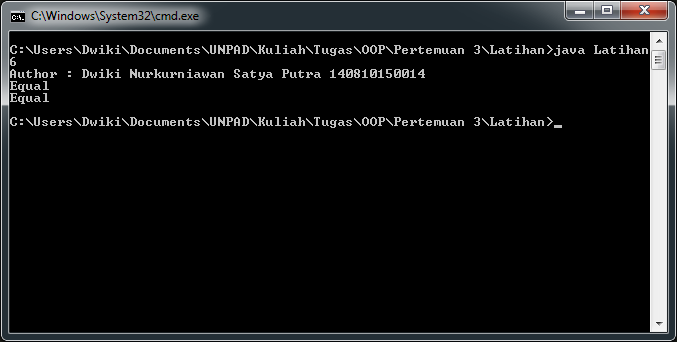 C:\Windows\System32\cmd.exe
C:\Users\Dwiki\Documents\UNPAD\Kuliah\Tugas\OOP\Pertemuan 3\Latihan>java Latihan
6
Author : Dwiki Nurkurniawan Satya Putra 140810150014
Equal
Equal
C:\Users\Dwiki\Documents\UNPAD\Kuliah\Tugas\OOP\Pertemuan 3\Latihan>_